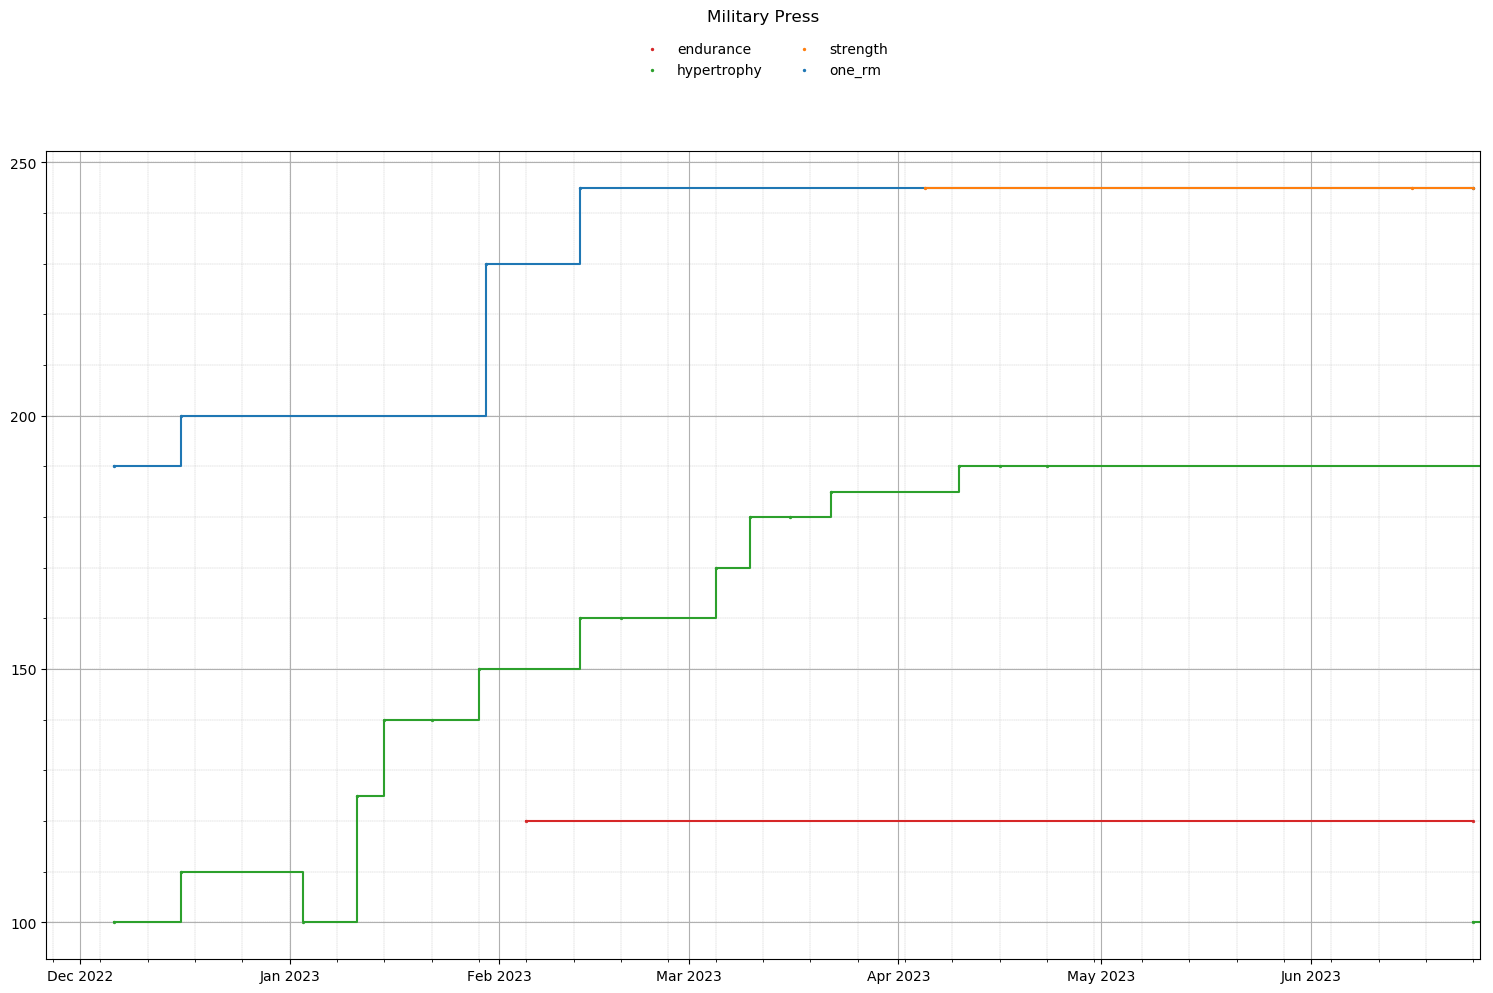 Military Press
endurance strength
hypertrophy one_rm
250
200
150
100
Dec 2022 Jan 2023 Feb 2023 Mar 2023 Apr 2023 May 2023 Jun 2023